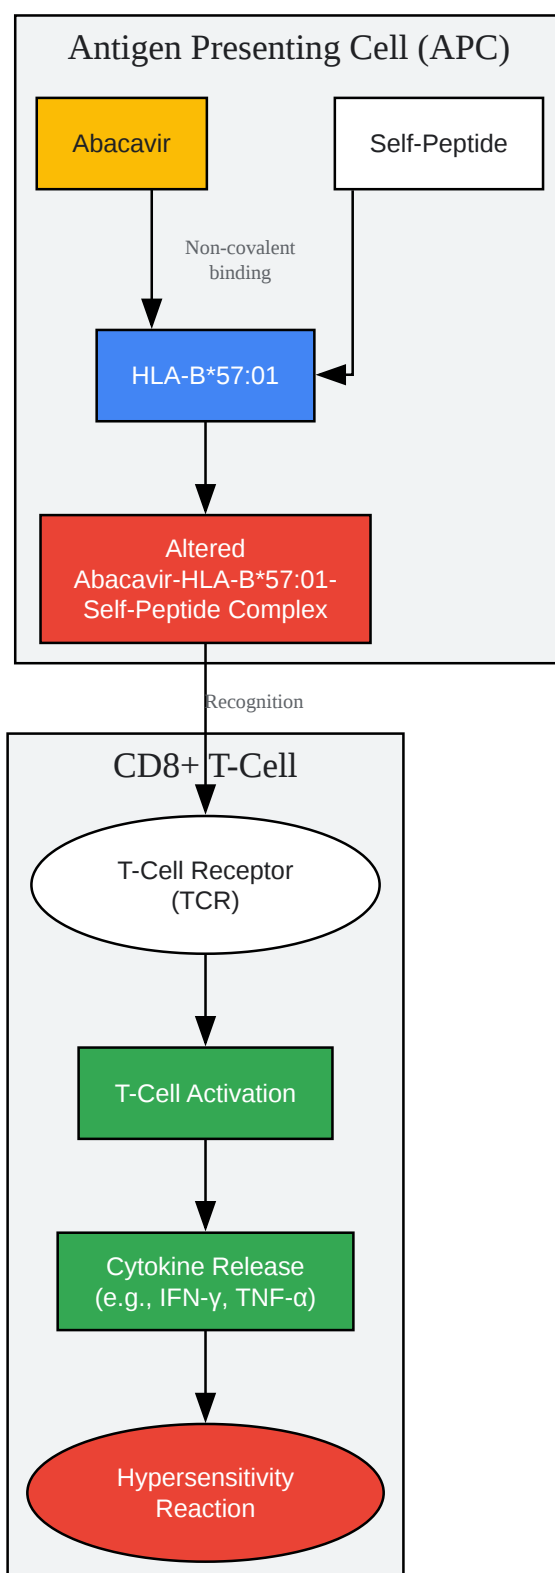 Antigen Presenting Cell (APC)
Abacavir
Self-Peptide
Non-covalent
binding
HLA-B*57:01
Altered
Abacavir-HLA-B*57:01-
Self-Peptide Complex
Recognition
CD8+ T-Cell
T-Cell Receptor
(TCR)
T-Cell Activation
Cytokine Release
(e.g., IFN-γ, TNF-α)
Hypersensitivity
Reaction